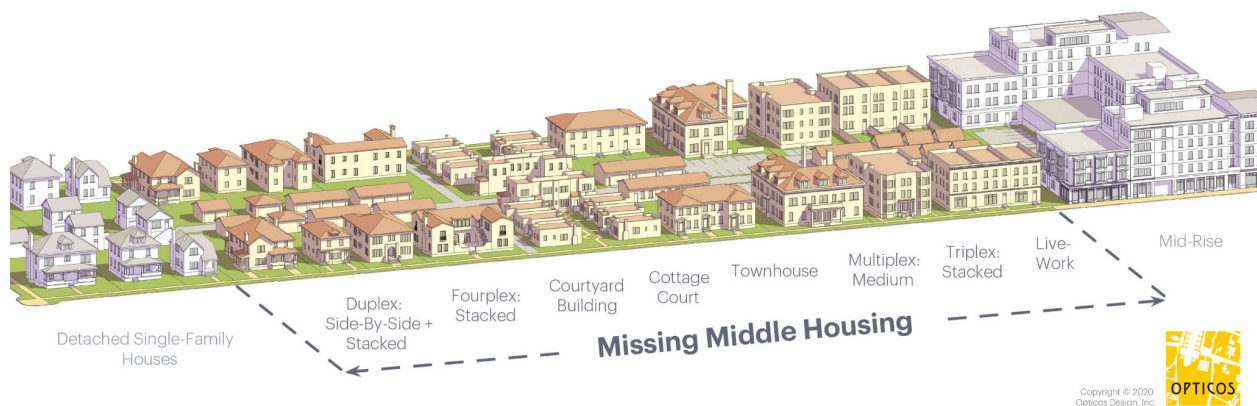 Detached Single-Family
Houses
Duplex:
Side-By-Side +
Stacked
Fourplex:
Stacked
Courtyard
Building
Cottage
Court
Townhouse
Multiplex:
Medium
Triplex:
Stacked
Live-
Work
Mid-Rise
Missing Middle Housing
Copyright © 2020
Opticos Design, Inc.
OPTICOS